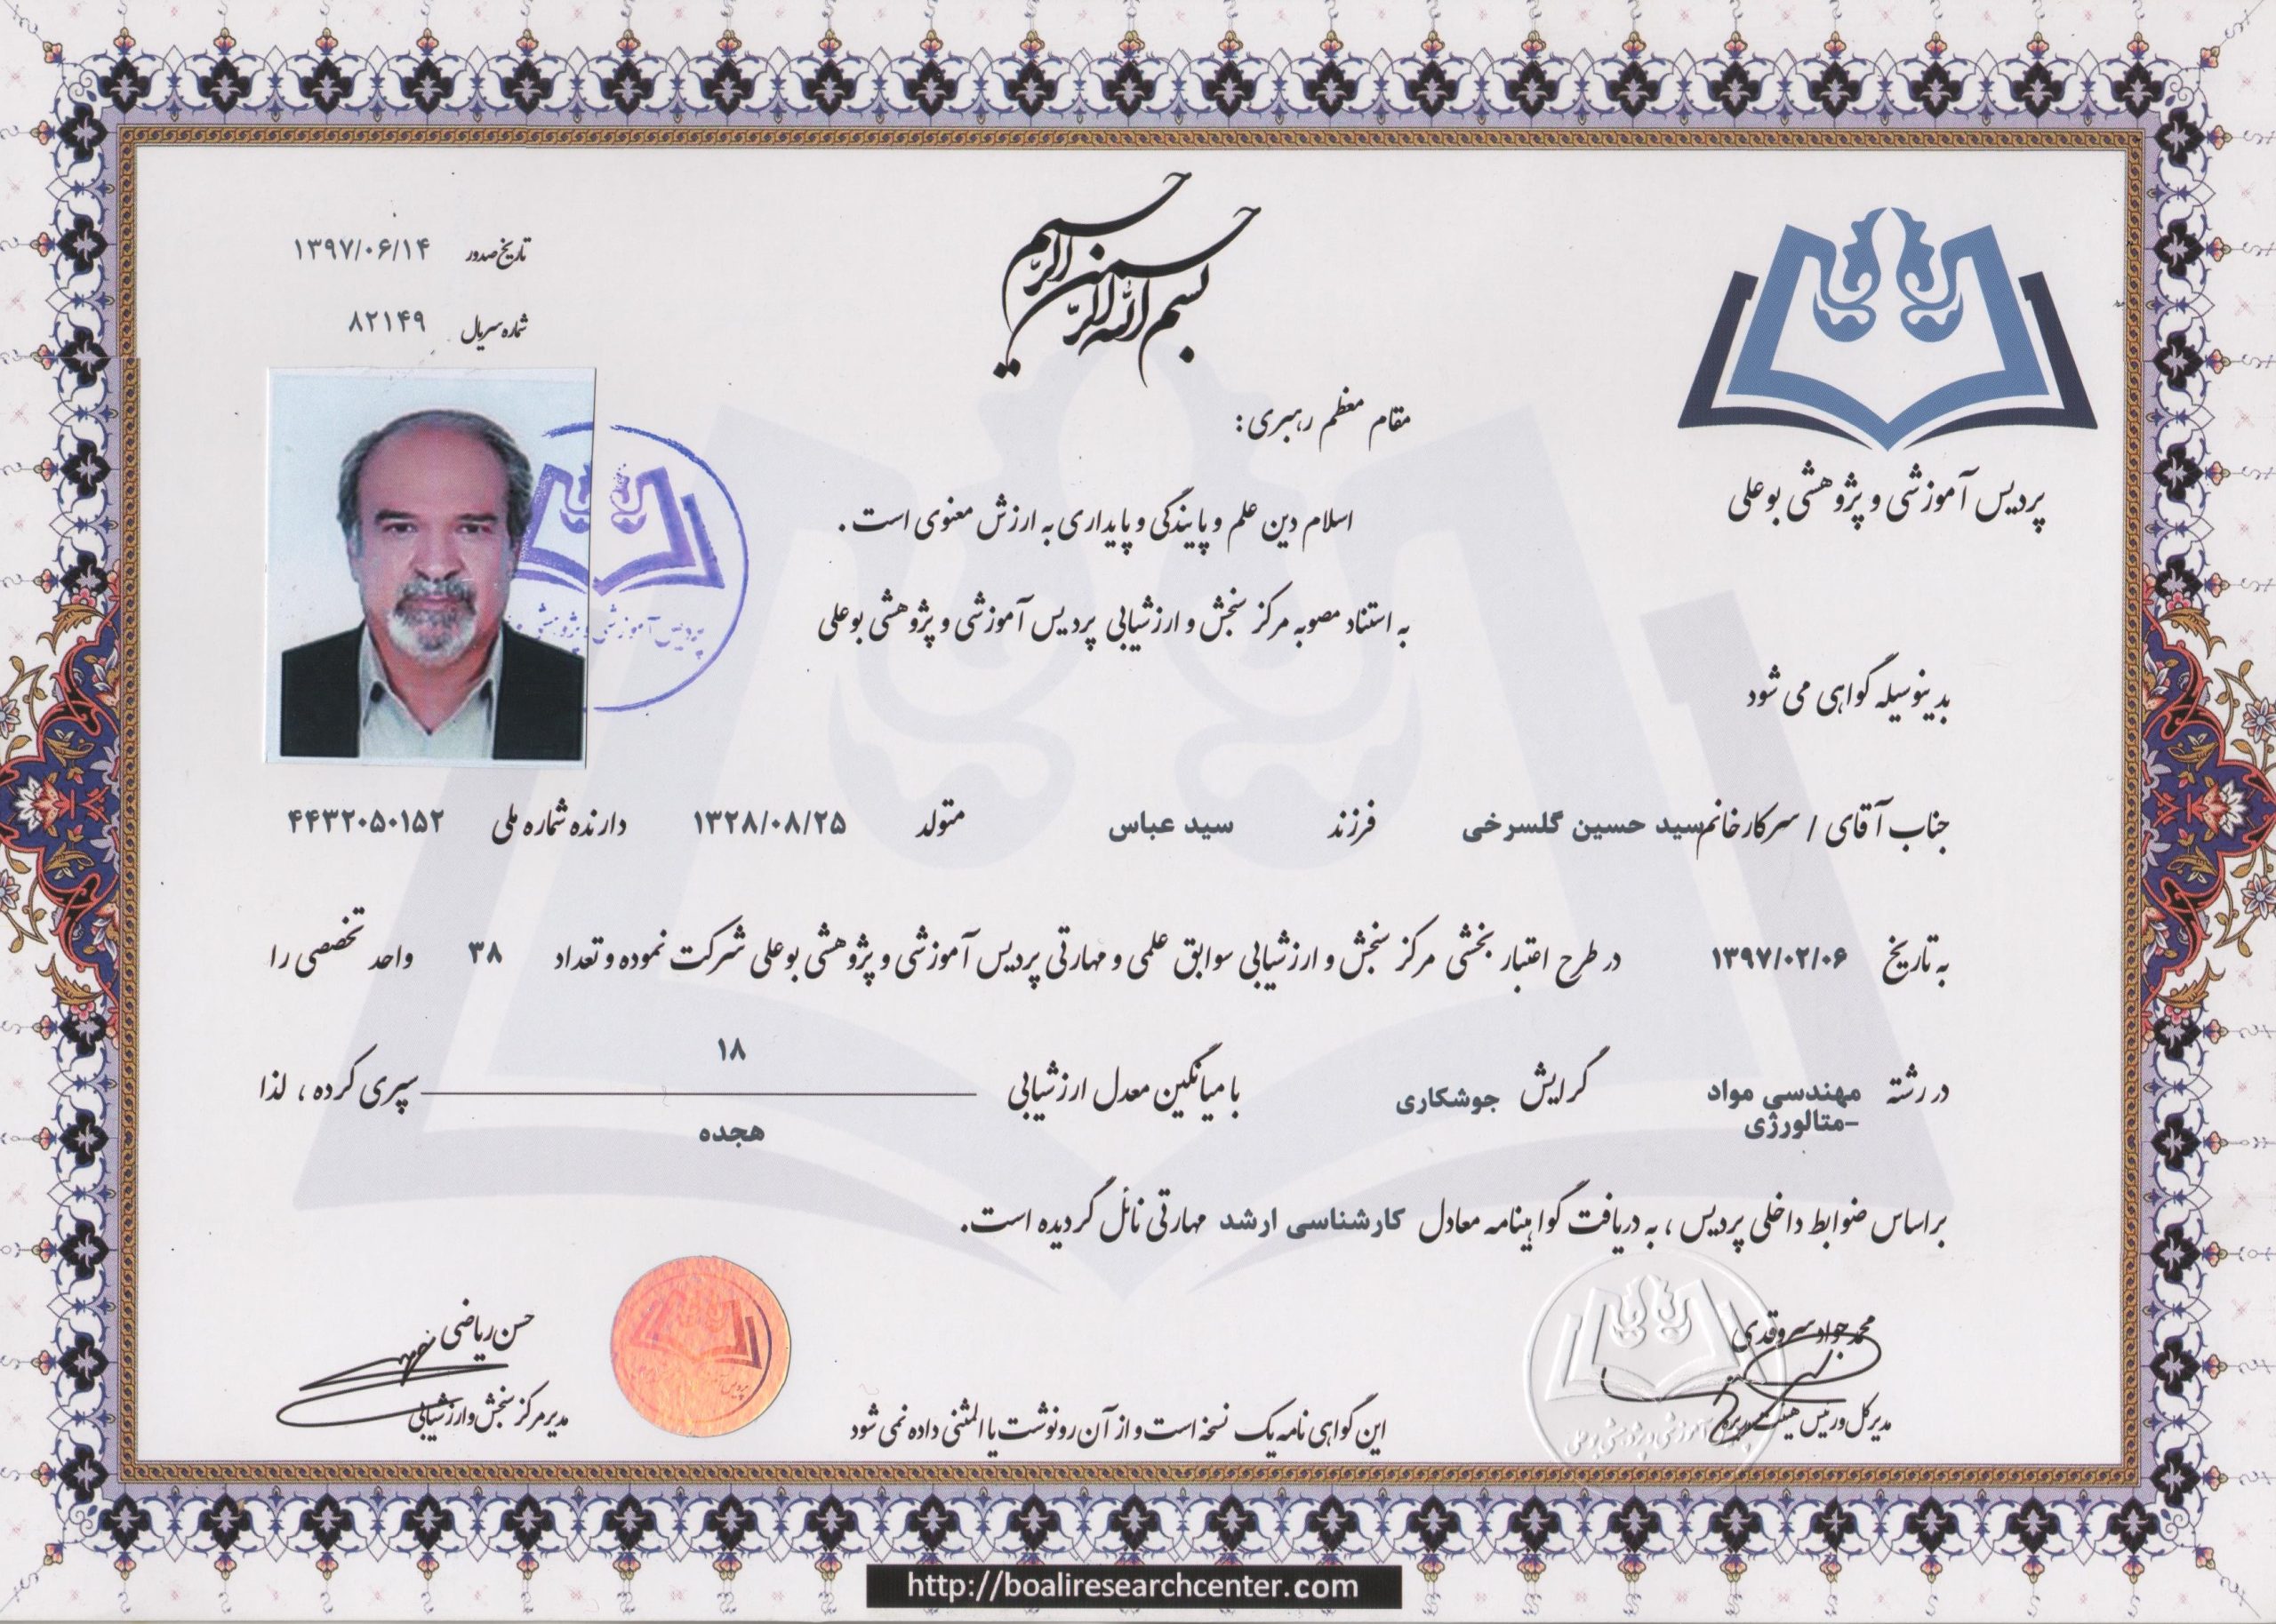 بسم الله الرحمن الرحیم
تاریخ صدور ۱۳۹۷/۰۶/۱۴
شماره سریال ۸۲۱۴۹
پردیس آموزشی و پژوهشی بوعلی
مقام معظم رهبری:
اسلام دین علم و پایندگی و پایداری به ارزش معنوی است.
به استناد مصوبه مرکز سنجش و ارزشیابی پردیس آموزشی و پژوهشی بوعلی
پردیس آموزشی و پژوهشی
بدینوسیله گواهی می شود
جناب آقای / سرکار خانم سید حسین گلسرخی فرزند سید عباس متولد ۱۳۲۸/۰۸/۲۵ دارنده شماره ملی ۴۴۳۲۰۵۰۱۵۲
به تاریخ ۱۳۹۷/۰۲/۰۶ در طرح اعتبار بخشی مرکز سنجش و ارزشیابی سوابق علمی و مهارتی پردیس آموزشی و پژوهشی بوعلی شرکت نموده و تعداد ۳۸ واحد تخصصی را
در رشته مهندسی مواد -متالورژی گرایش جوشکاری با میانگین معدل ارزشیابی ۱۸ هجده سپری کرده ، لذا
براساس ضوابط داخلی پردیس ، به دریافت گواهینامه معادل کارشناسی ارشد مهارتی نائل گردیده است.
محمد جواد سروقدی
مدیرکل و رئیس هیئت مدیره
حسن ریاضی
مدیر مرکز سنجش و ارزشیابی
این گواهی نامه یک نسخه است و از آن رونوشت یا المثنی داده نمی شود
آموزشی و پژوهشی بوعلی
http://boaliresearchcenter.com